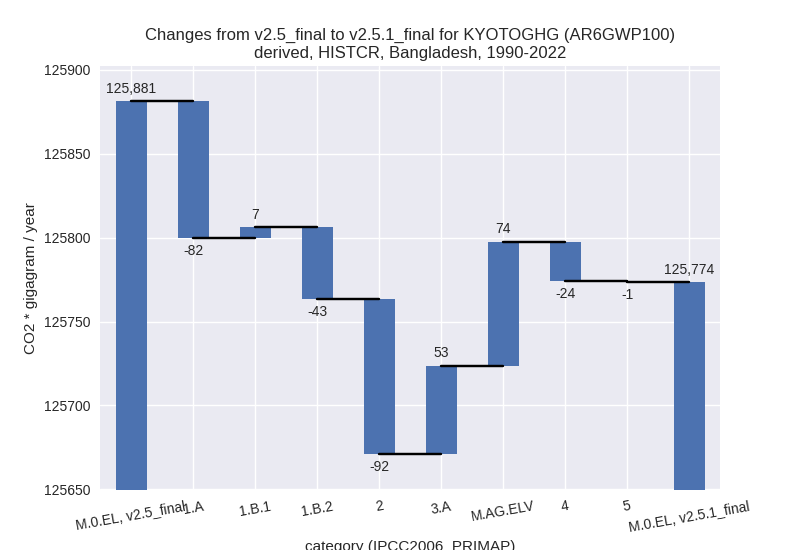 Changes from v2.5_final to v2.5.1_final for KYOTOGHG (AR6GWP100)
derived, HISTCR, Bangladesh, 1990-2022
CO2 * gigagram / year
125900
125850
125800
125750
125700
125650
125,881
-82
7
-43
-92
53
74
-24
-1
125,774
M.0.EL, v2.5_final
1.A
1.B.1
1.B.2
2
3.A
M.AG.ELV
4
5
M.0.EL, v2.5.1_final
category (IPCC2006_PRIMAP)